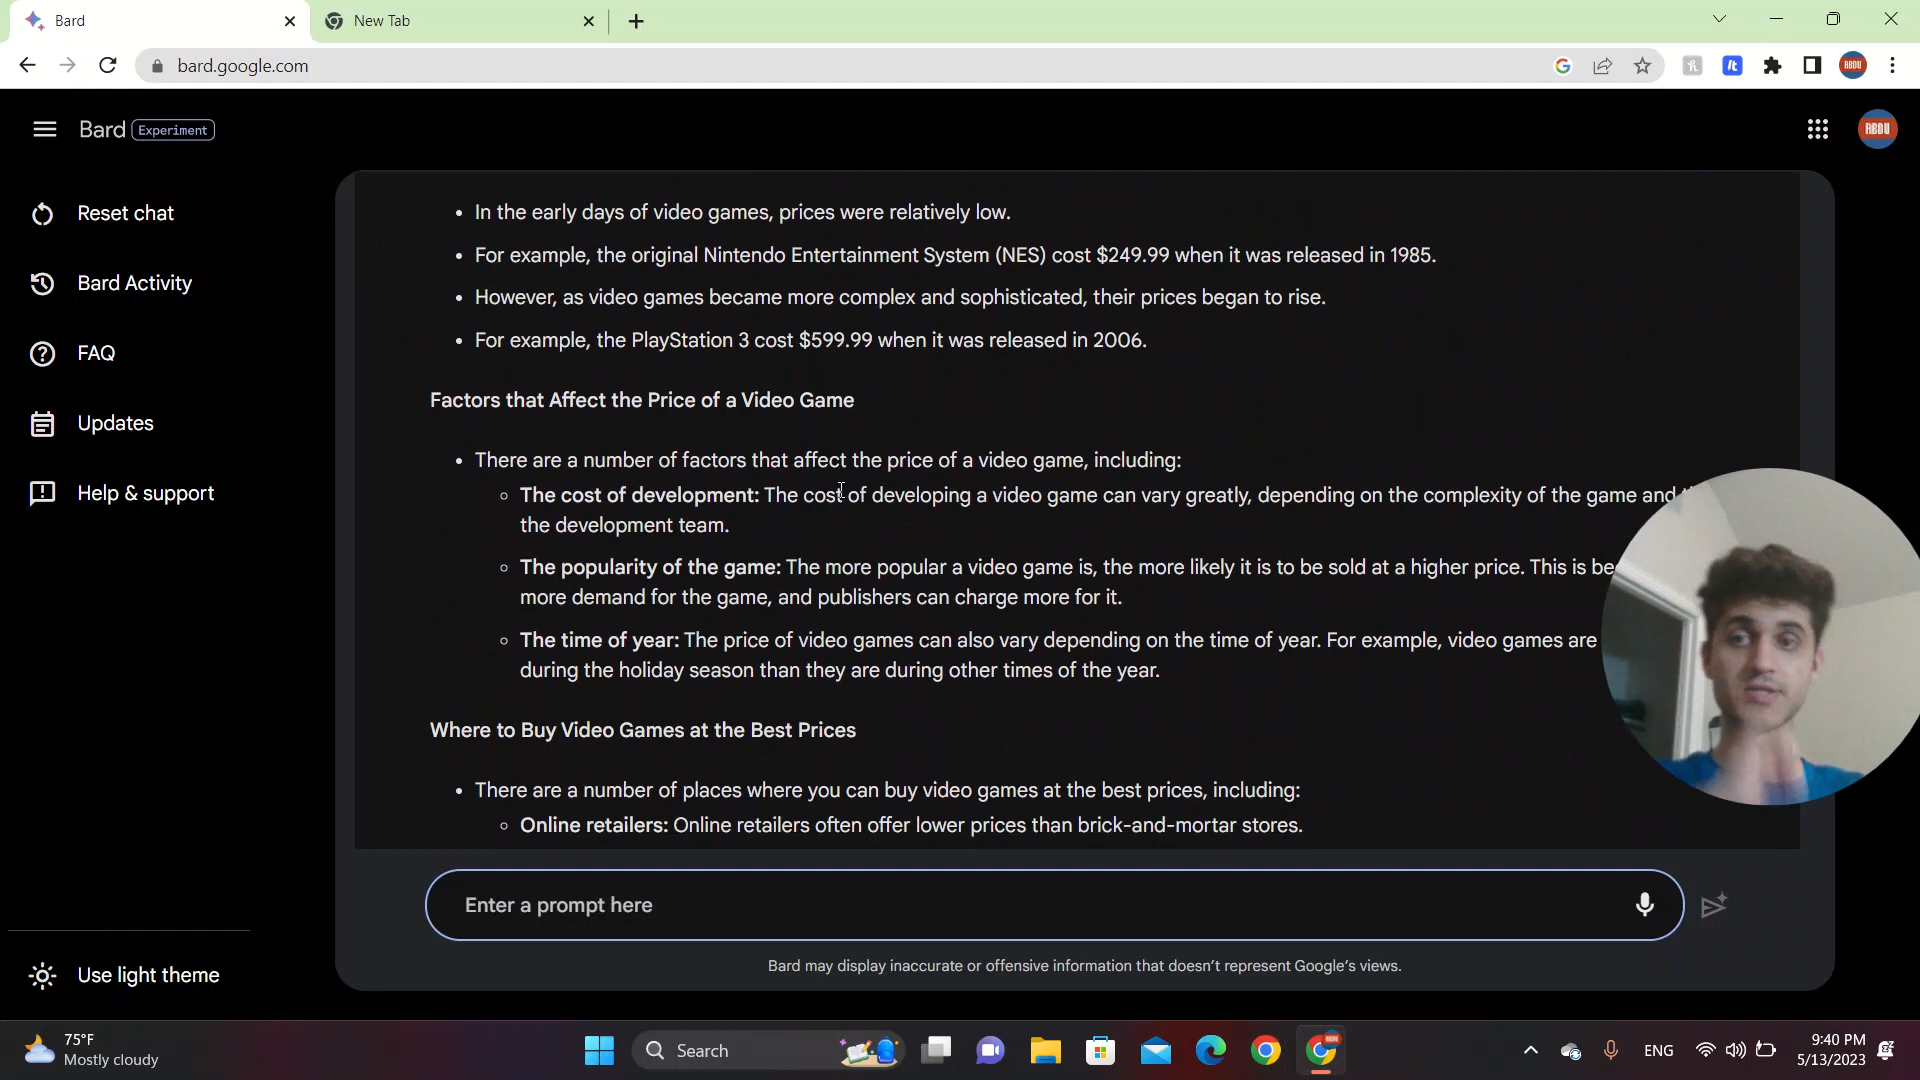 Bard
New Tab
bard.google.com
ABDU
Bard Experiment
ABDU
Reset chat
Bard Activity
FAQ
Updates
Help & support
Use light theme
• In the early days of video games, prices were relatively low.
• For example, the original Nintendo Entertainment System (NES) cost $249.99 when it was released in 1985.
• However, as video games became more complex and sophisticated, their prices began to rise.
• For example, the PlayStation 3 cost $599.99 when it was released in 2006.
Factors that Affect the Price of a Video Game
• There are a number of factors that affect the price of a video game, including:
The cost of development: The cost of developing a video game can vary greatly, depending on the complexity of the game and
the development team.
The popularity of the game: The more popular a video game is, the more likely it is to be sold at a higher price. This is
more demand for the game, and publishers can charge more for it.
The time of year: The price of video games can also vary depending on the time of year. For example, video games are
during the holiday season than they are during other times of the year.
Where to Buy Video Games at the Best Prices
• There are a number of places where you can buy video games at the best prices, including:
Online retailers: Online retailers often offer lower prices than brick-and-mortar stores.
Enter a prompt here
Bard may display inaccurate or offensive information that doesn't represent Google's views.
75°F
Mostly cloudy
Search
ENG
9:40 PM
5/13/2023